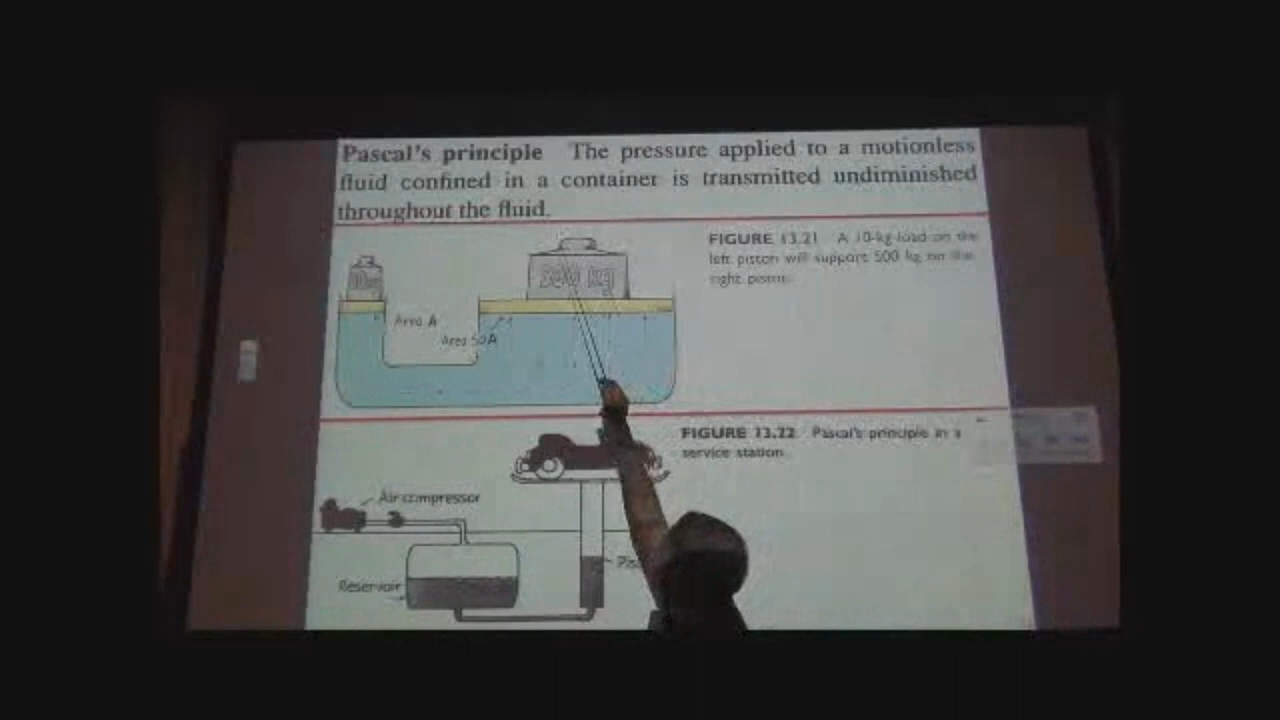 Pascal's principle The pressure applied to a motionless
fluid confined in a container is transmitted undiminished
throughout the fluid.
FIGURE 13.21 A 10-kg load on the
left piston will support 500 kg on the
right piston.
500 kg
Area A
Area 50A
FIGURE 13.22 Pascal's principle in a
service station.
Air compressor
Reservoir